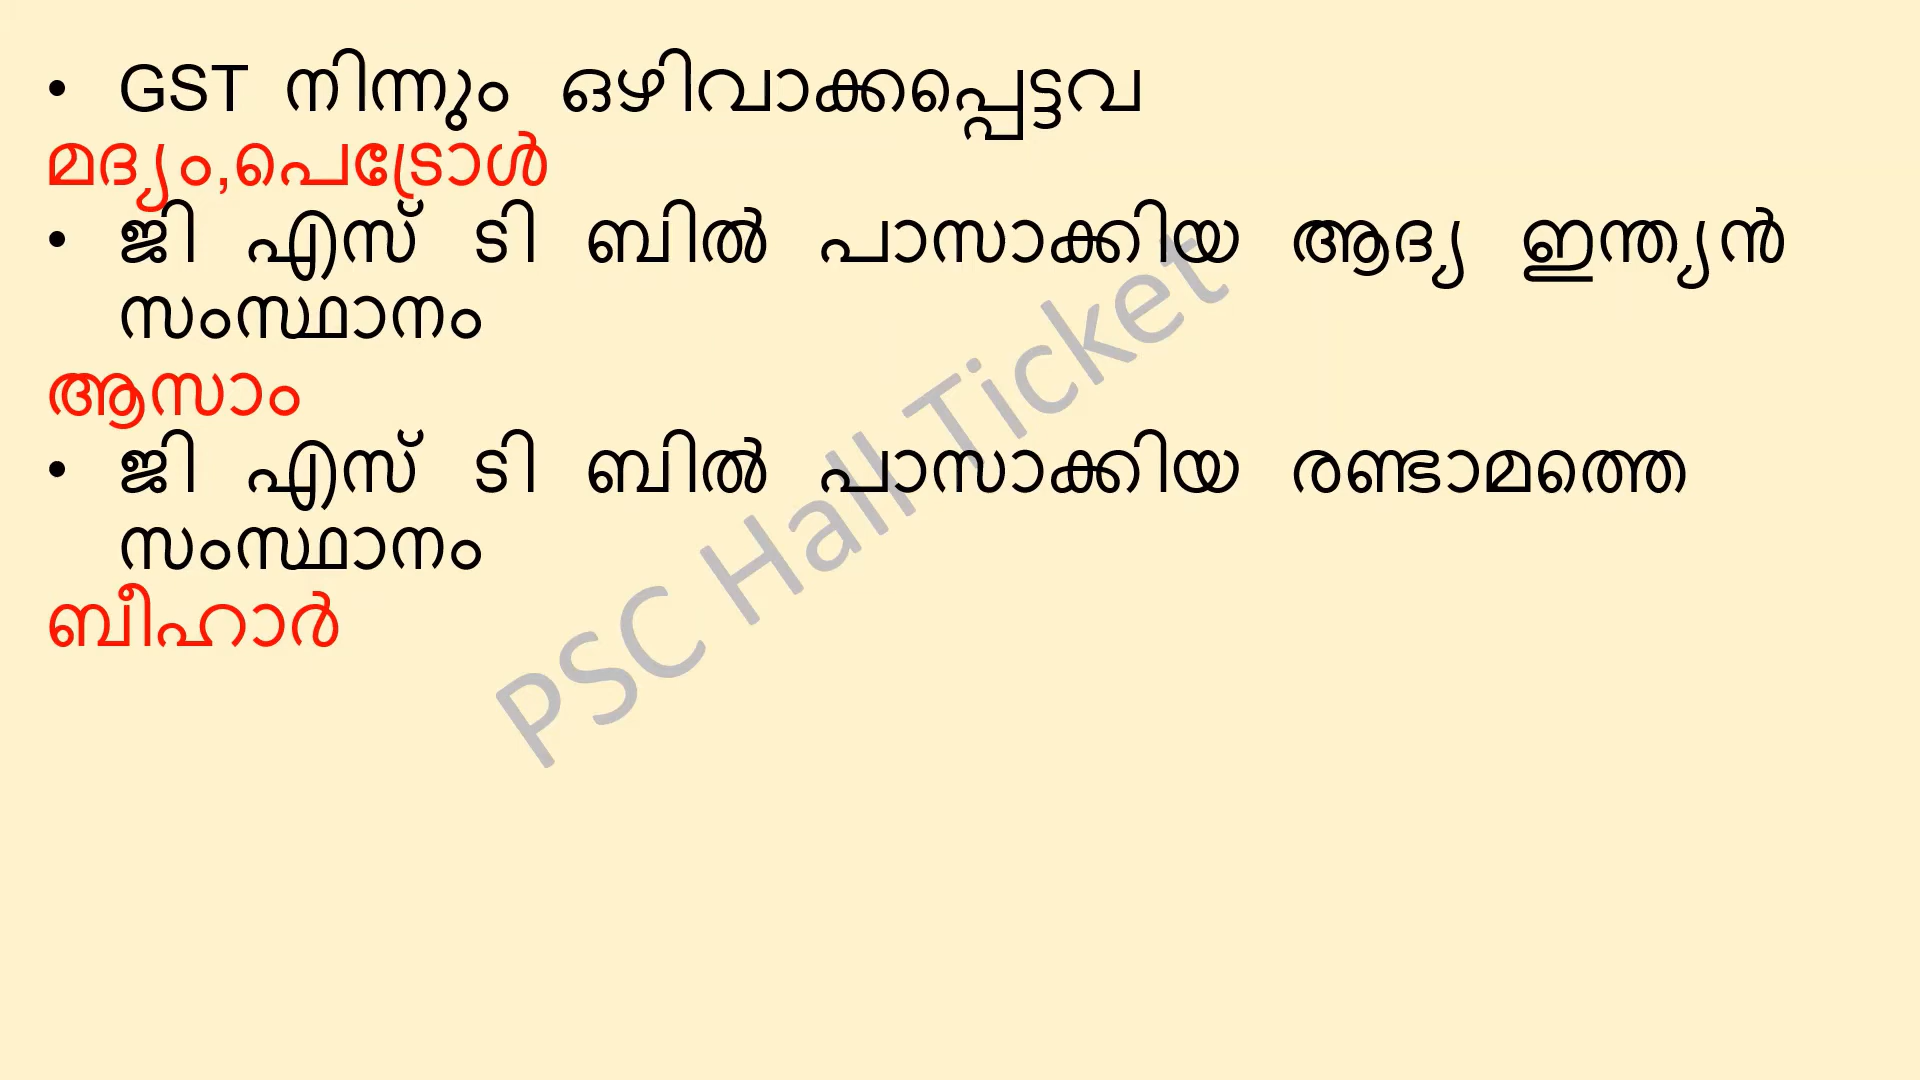 • GST നിന്നും ഒഴിവാക്കപ്പെട്ടവ
മദ്യം,പെട്രോൾ
• ജി എസ് ടി ബിൽ പാസാക്കിയ ആദ്യ ഇന്ത്യൻ
സംസ്ഥാനം
ആസാം
• ജി എസ് ടി ബിൽ പാസാക്കിയ രണ്ടാമത്തെ
സംസ്ഥാനം
ബീഹാർ
PSC Hall Ticket